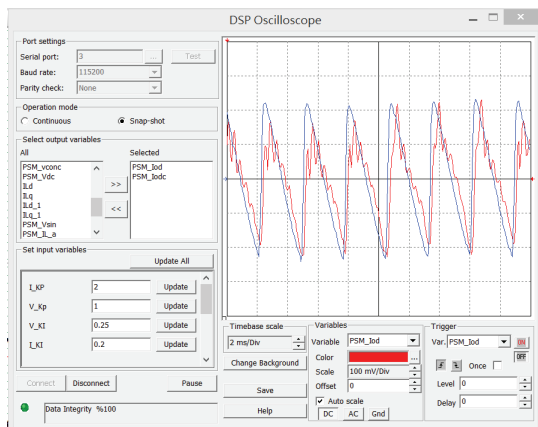 DSP Oscilloscope
Port settings
Serial port: 3 ... Test
Baud rate: 115200
Parity check: None
Operation mode
Continuous Snap-shot
Select output variables
All Selected
PSM_vconc
PSM_Vdc
ILd
ILq
ILd_1
ILq_1
PSM_Vsin
PSM_IL_a
>>
<<
PSM_Iod
PSM_Iodc
Set input variables
Update All
I_KP 2 Update
V_Kp 1 Update
V_KI 0.25 Update
I_KI 0.2 Update
Connect Disconnect Pause
Data Integrity %100
Timebase scale
2 ms/Div
Change Background
Save
Help
Variables
Variable PSM_Iod
Color ...
Scale 100 mV/Div
Offset 0
Auto scale
DC AC Gnd
Trigger
Var. PSM_Iod ON
OFF
Once
Level 0
Delay 0